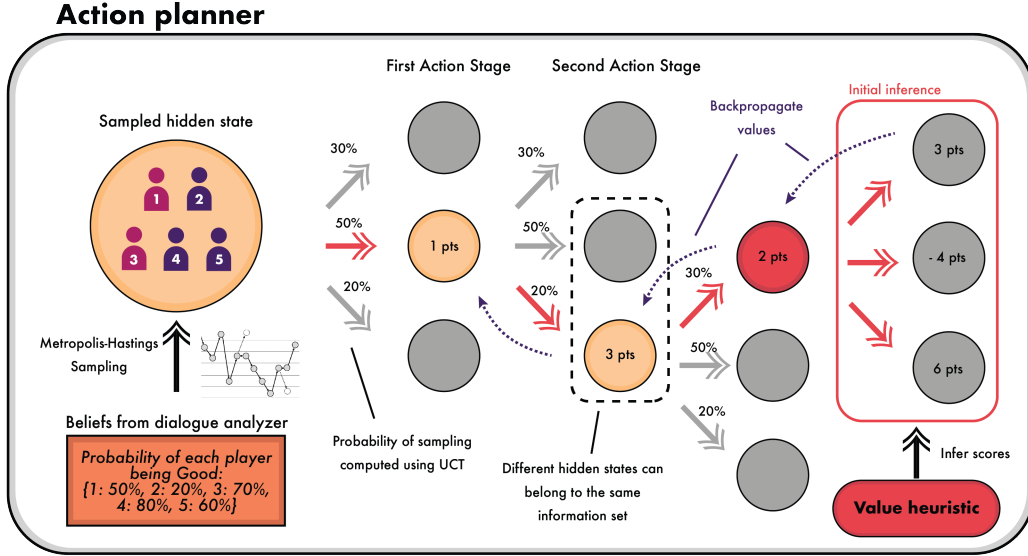 Action planner
First Action Stage
Second Action Stage
Initial inference
Backpropagate
values
Sampled hidden state
1
2
3
4
5
30%
50%
20%
1 pts
30%
50%
20%
3 pts
30%
50%
20%
2 pts
3 pts
- 4 pts
6 pts
Metropolis-Hastings
Sampling
Beliefs from dialogue analyzer
Probability of each player
being Good:
{1: 50%, 2: 20%, 3: 70%,
4: 80%, 5: 60%}
Probability of sampling
computed using UCT
Different hidden states can
belong to the same
information set
Infer scores
Value heuristic